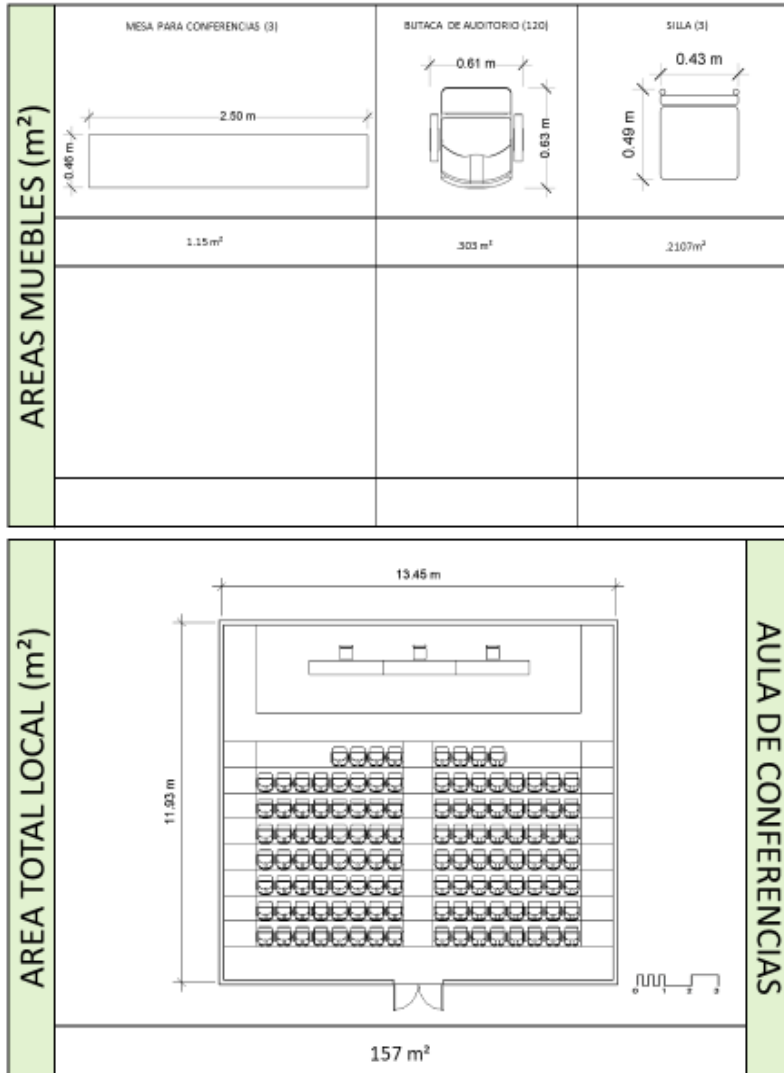 AREAS MUEBLES (m²)
MESA PARA CONFERENCIAS (3)
BUTACA DE AUDITORIO (120)
SILLA (3)
2.50 m
0.46 m
0.61 m
0.63 m
0.43 m
0.49 m
1.15 m²
.303 m²
.2107m²
AREA TOTAL LOCAL (m²)
13.45 m
11.93 m
0 1 2 3
AULA DE CONFERENCIAS
157 m²